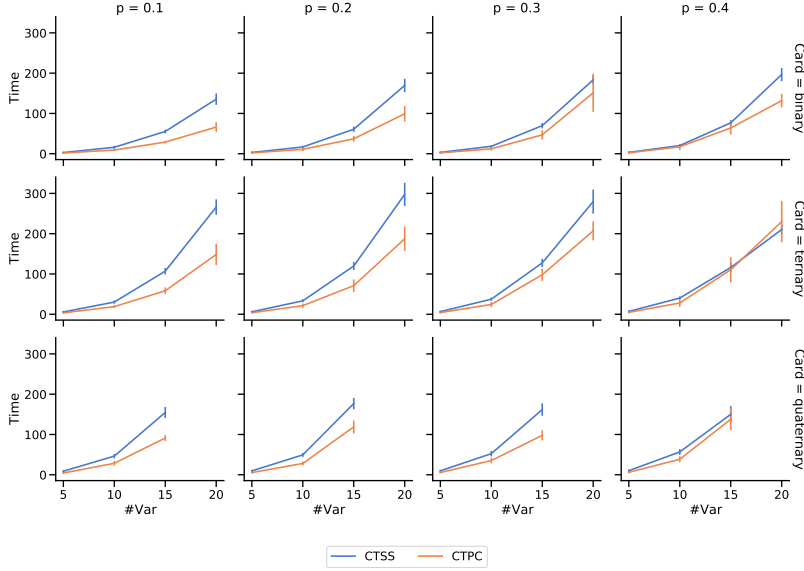 p = 0.1
p = 0.2
p = 0.3
p = 0.4
300
200
100
0
Time
Card = binary
300
200
100
0
Time
Card = ternary
300
200
100
0
Time
Card = quaternary
5 10 15 20
5 10 15 20
5 10 15 20
5 10 15 20
#Var
#Var
#Var
#Var
CTSS CTPC